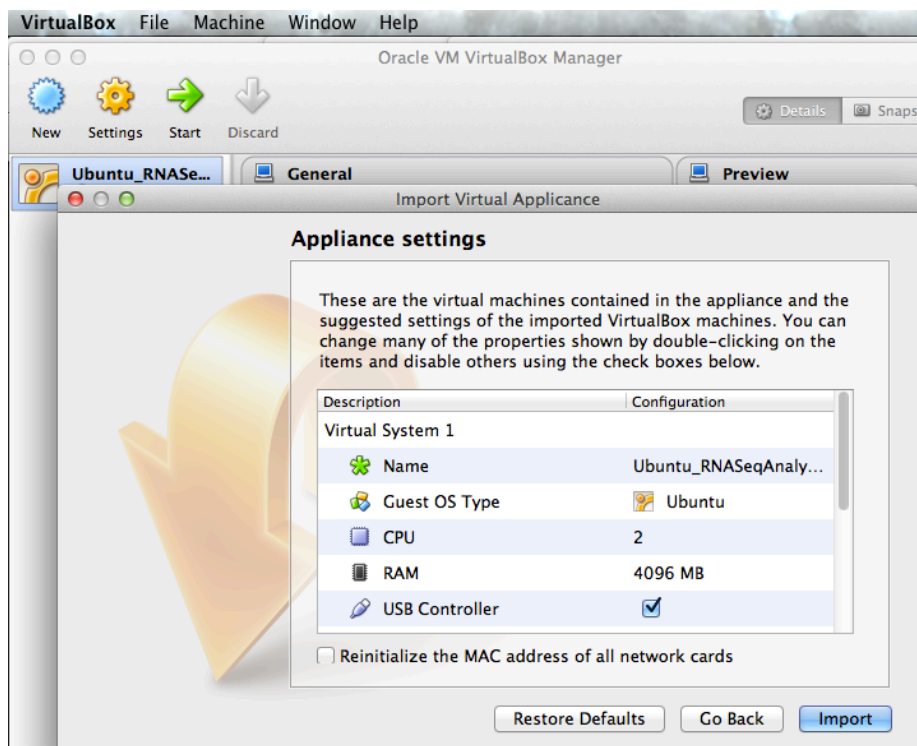 VirtualBox File Machine Window Help
Oracle VM VirtualBox Manager
New Settings Start Discard
Details Snaps
Ubuntu_RNASe... General Preview
Import Virtual Applicance
Appliance settings
These are the virtual machines contained in the appliance and the
suggested settings of the imported VirtualBox machines. You can
change many of the properties shown by double-clicking on the
items and disable others using the check boxes below.
Description Configuration
Virtual System 1
Name Ubuntu_RNASeqAnaly...
Guest OS Type Ubuntu
CPU 2
RAM 4096 MB
USB Controller
Reinitialize the MAC address of all network cards
Restore Defaults Go Back Import